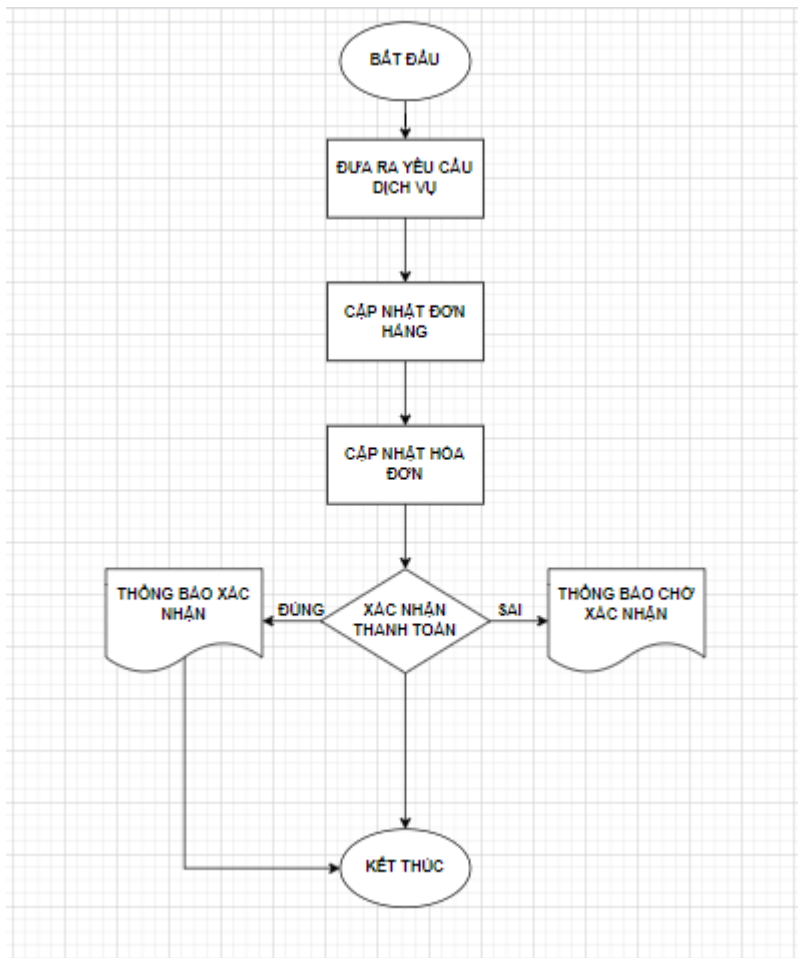 BẮT ĐẦU
ĐƯA RA YÊU CẦU
DỊCH VỤ
CẬP NHẬT ĐƠN
HÀNG
CẬP NHẬT HÓA
ĐƠN
THÔNG BÁO XÁC
NHẬN
ĐÚNG
XÁC NHẬN
THANH TOÁN
SAI
THÔNG BÁO CHỜ
XÁC NHẬN
KẾT THÚC